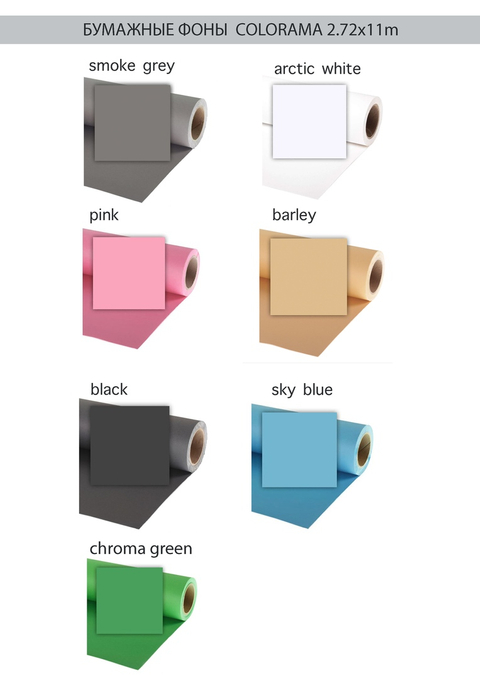 БУМАЖНЫЕ ФОНЫ COLORAMA 2.72x11m
smoke grey
arctic white
pink
barley
black
sky blue
chroma green